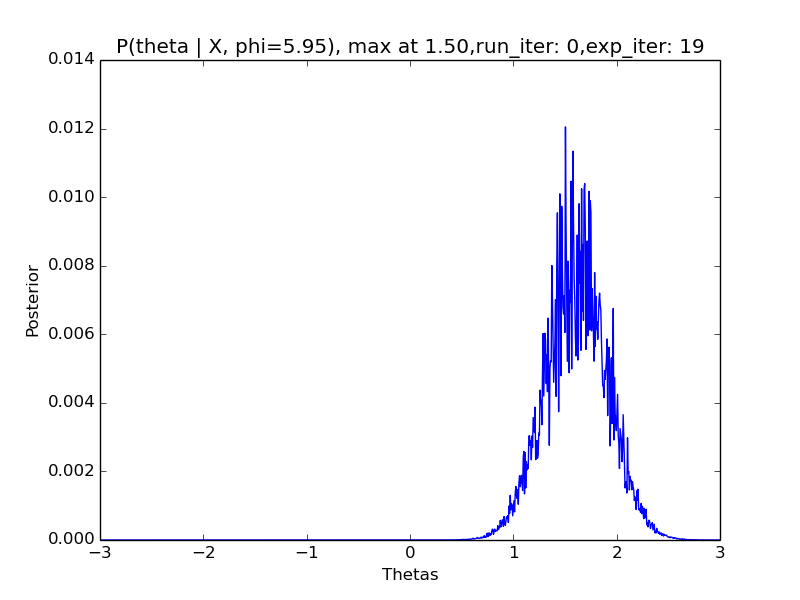 P(theta | X, phi=5.95), max at 1.50,run_iter: 0,exp_iter: 19
0.014
0.012
0.010
0.008
0.006
0.004
0.002
0.000
Posterior
−3 −2 −1 0 1 2 3
Thetas